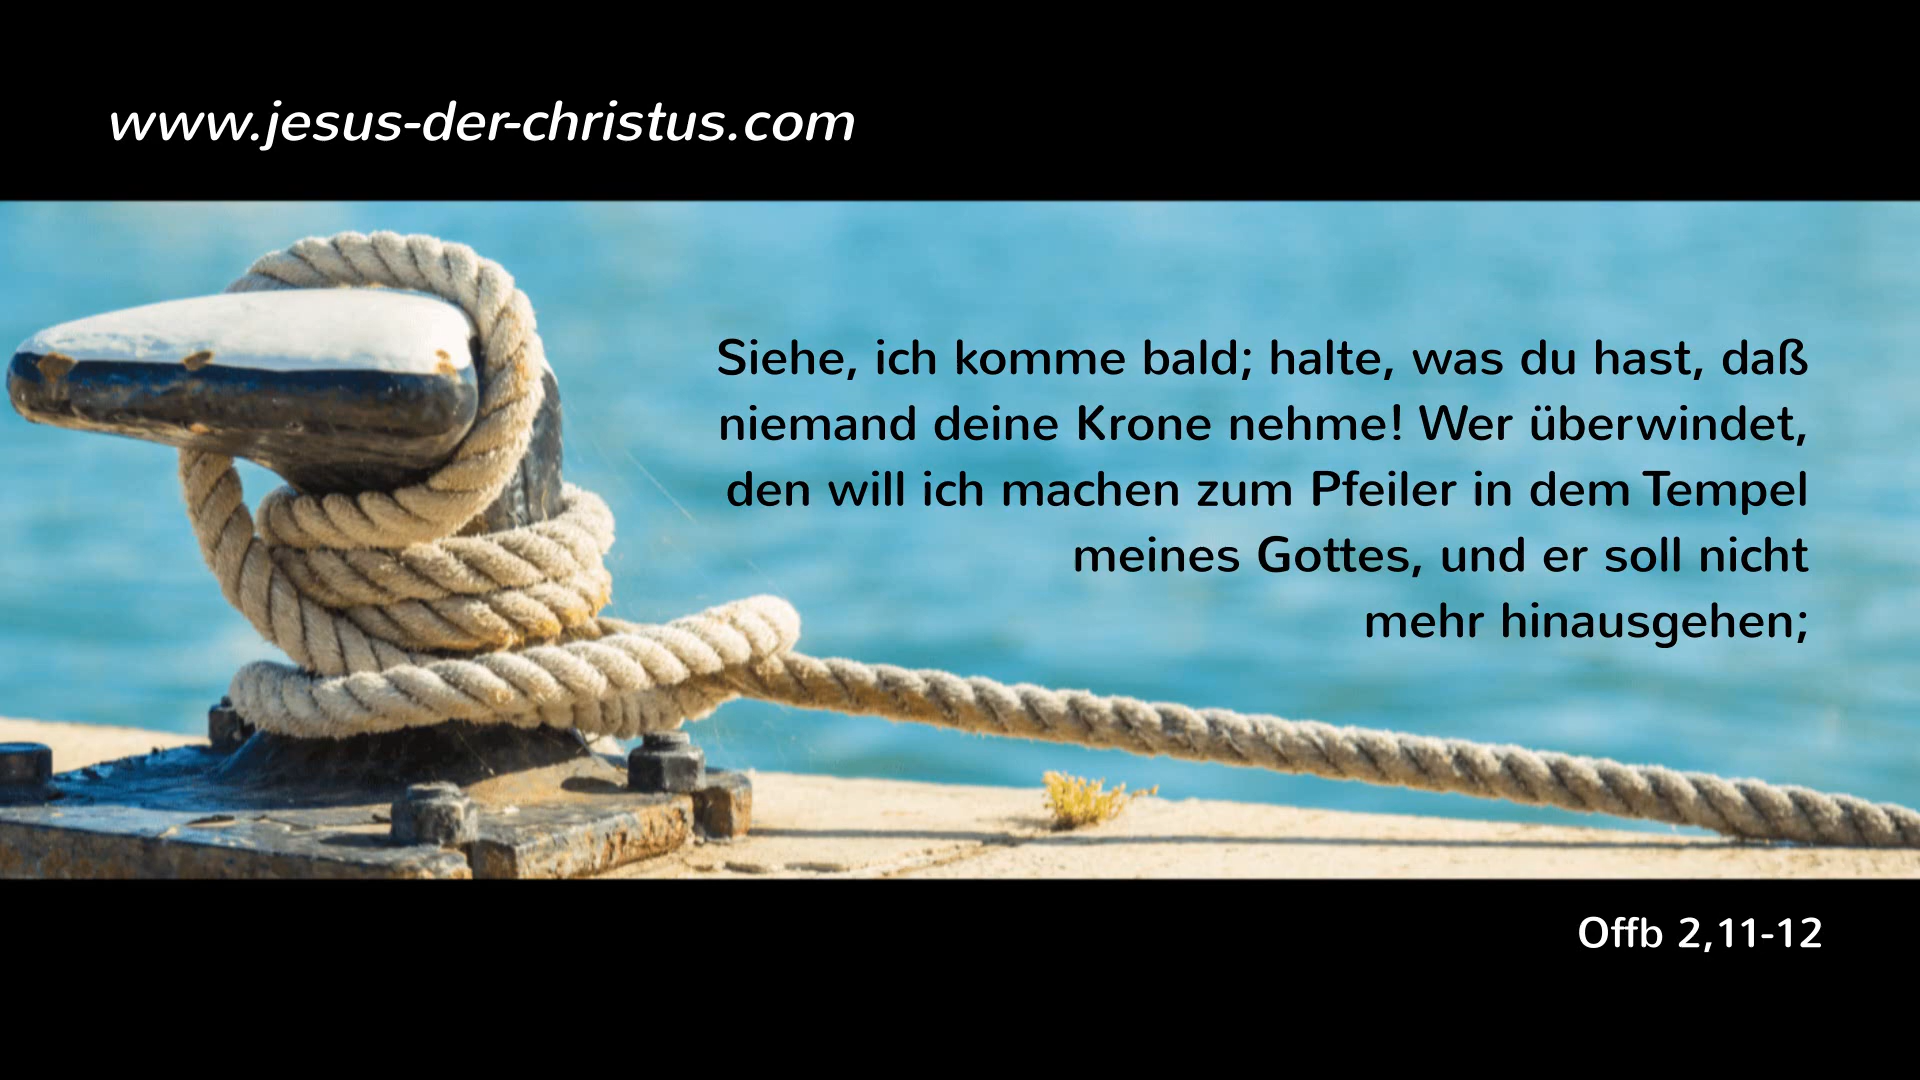 www.jesus-der-christus.com
Siehe, ich komme bald; halte, was du hast, daß
niemand deine Krone nehme! Wer überwindet,
den will ich machen zum Pfeiler in dem Tempel
meines Gottes, und er soll nicht
mehr hinausgehen;
Offb 2,11-12